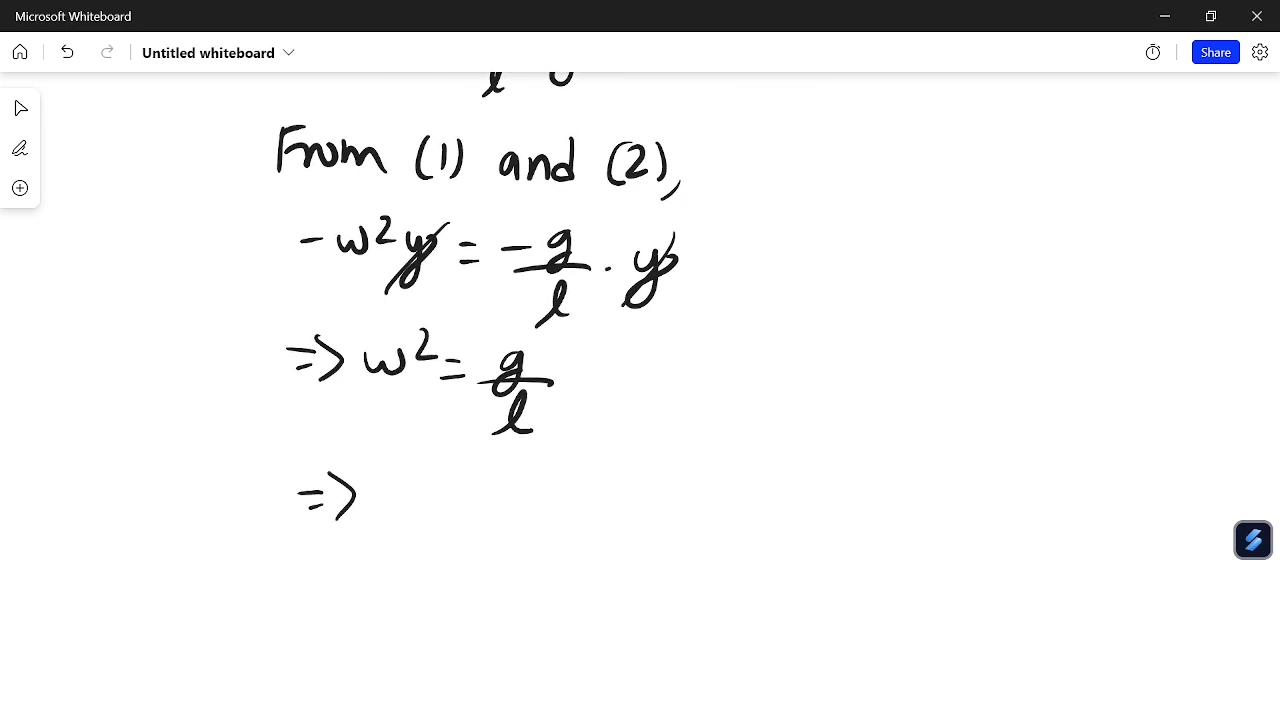 Microsoft Whiteboard
Untitled whiteboard
Share
l
From (1) and (2),
-w²y = -g/l . y
=> w² = g/l
=>